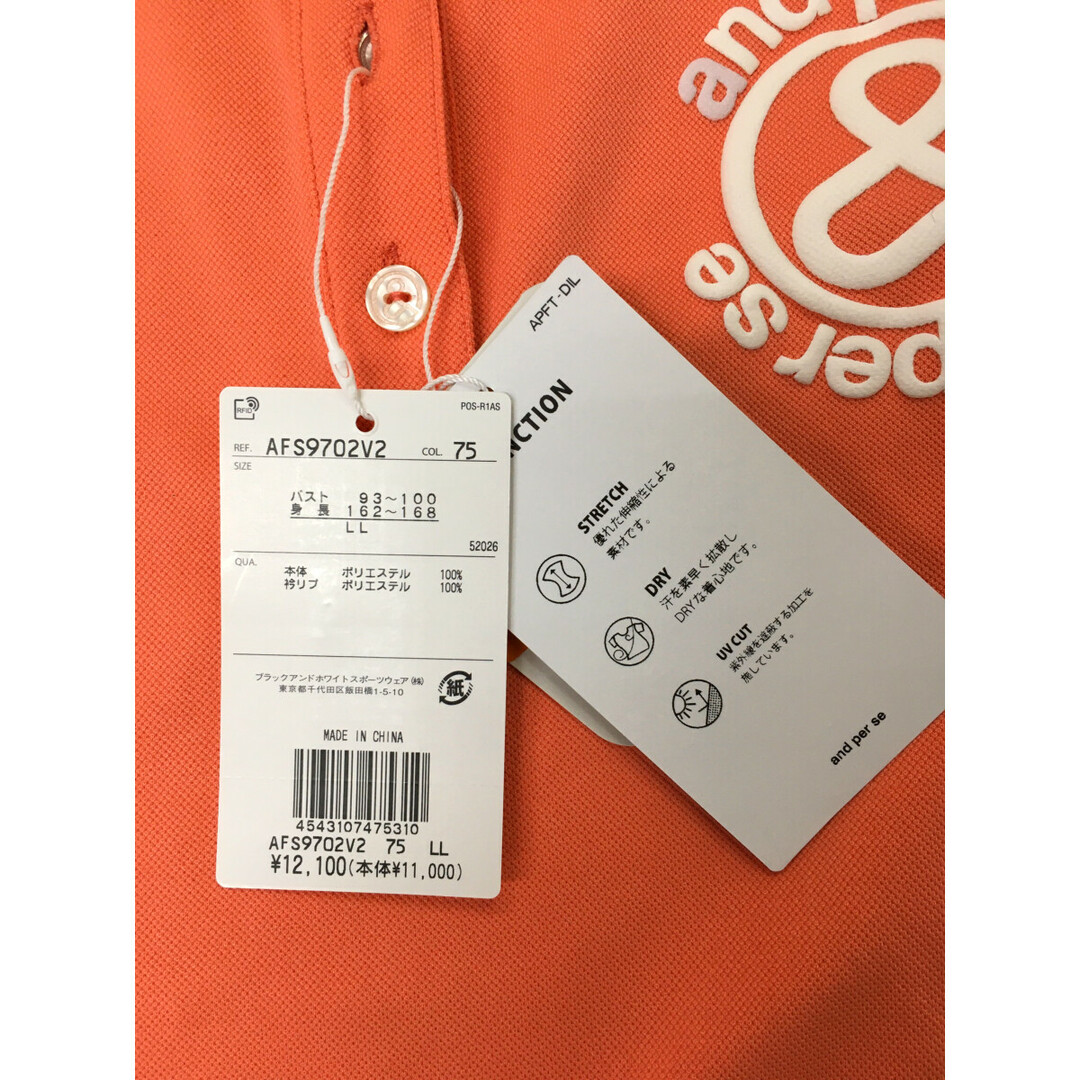 and p
per se
RFID
POS-R1AS
REF. AFS9702V2 COL. 75
SIZE
バスト 93〜100
身 長 162〜168
LL
52026
QUA.
本体 ポリエステル 100%
衿リブ ポリエステル 100%
ブラックアンドホワイトスポーツウェア㈱
東京都千代田区飯田橋1-5-10
紙
MADE IN CHINA
4543107475310
AFS9702V2 75 LL
¥12,100(本体¥11,000)
APFT-DIL
NCTION
STRETCH
優れた伸縮性による
素材です。
DRY
汗を素早く拡散し
DRYな着心地です。
UV CUT
紫外線を遮蔽する加工を
施しています。
and per se